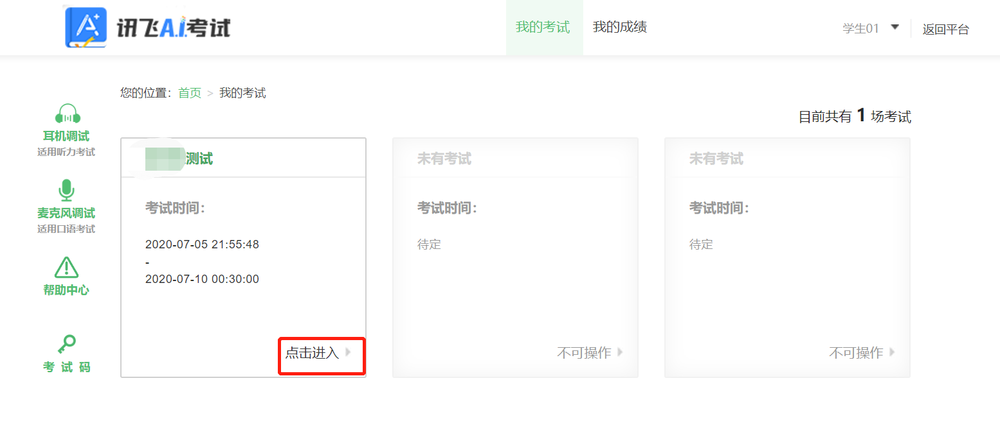 讯飞A.I.考试
我的考试 我的成绩
学生01 返回平台
您的位置：首页 > 我的考试
目前共有 1 场考试
耳机调试
适用听力考试
麦克风调试
适用口语考试
帮助中心
考 试 码
测试
考试时间：
2020-07-05 21:55:48
-
2020-07-10 00:30:00
点击进入
未有考试
考试时间：
待定
不可操作
未有考试
考试时间：
待定
不可操作